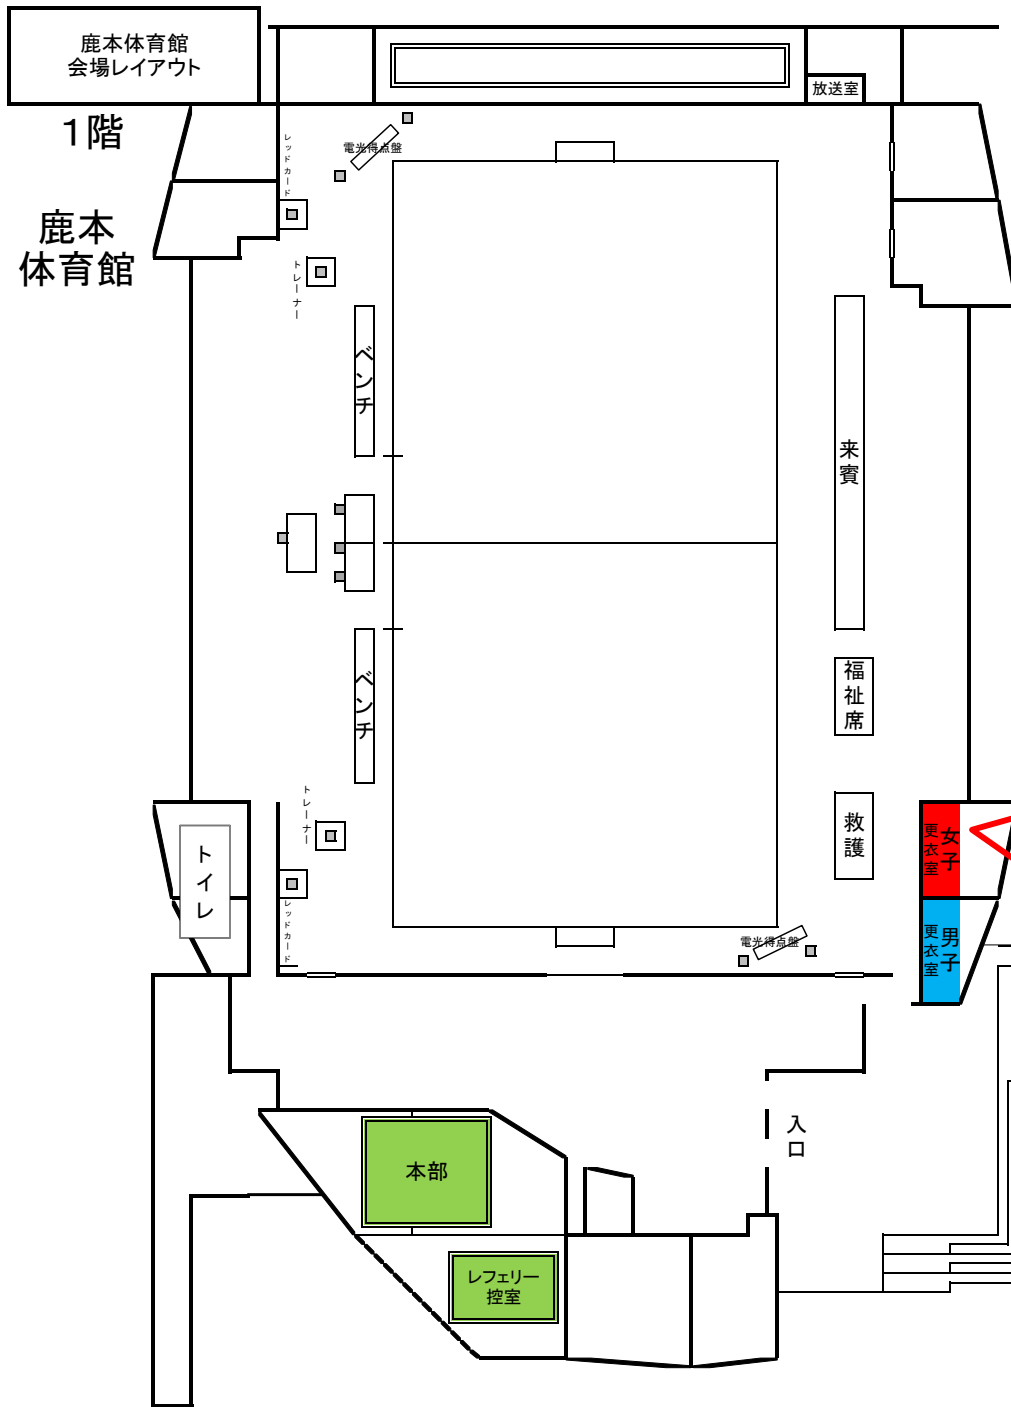 鹿本体育館
会場レイアウト
放送室
1階
レッドカード
電光得点盤
鹿本
体育館
トレーナー
ベンチ
来賓
ベンチ
福祉席
トレーナー
救護
女子
更衣室
トイレ
レッドカード
男子
更衣室
電光得点盤
入口
本部
レフェリー
控室